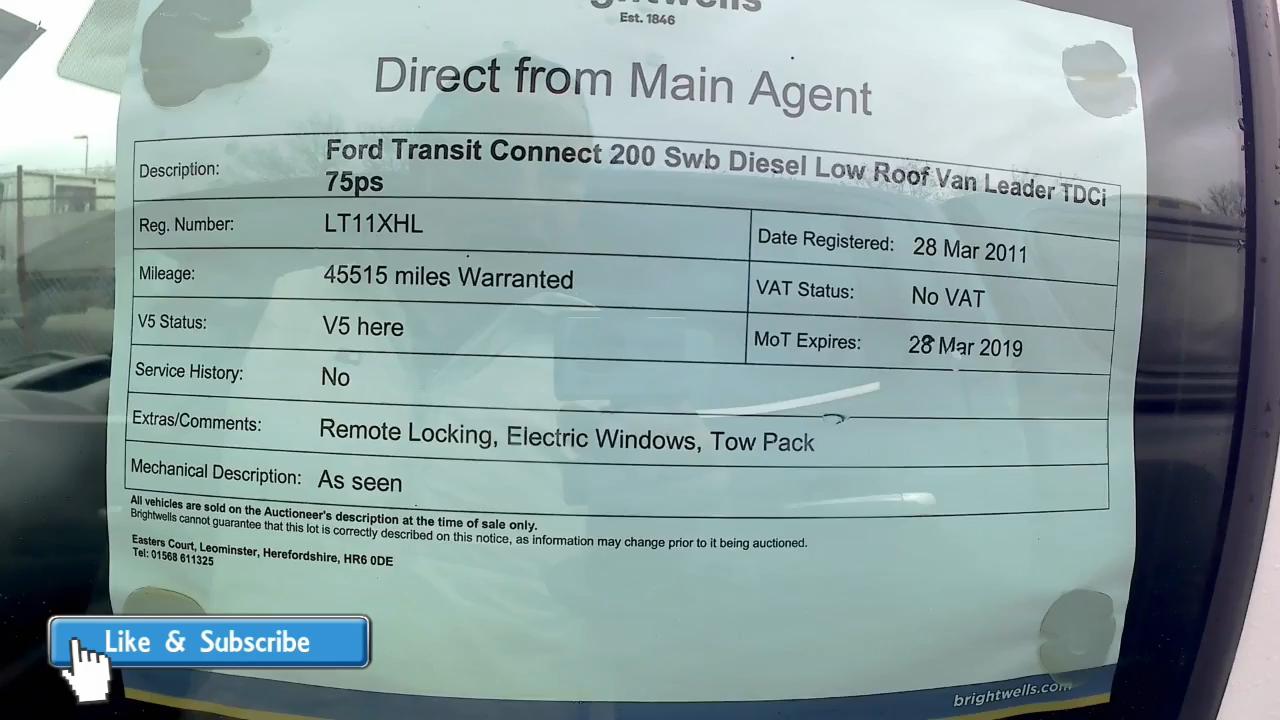 Brightwells
Est. 1846
Direct from Main Agent
Description: Ford Transit Connect 200 Swb Diesel Low Roof Van Leader TDCi
75ps
Reg. Number: LT11XHL Date Registered: 28 Mar 2011
Mileage: 45515 miles Warranted VAT Status: No VAT
V5 Status: V5 here MoT Expires: 28 Mar 2019
Service History: No
Extras/Comments: Remote Locking, Electric Windows, Tow Pack
Mechanical Description: As seen
All vehicles are sold on the Auctioneer's description at the time of sale only.
Brightwells cannot guarantee that this lot is correctly described on this notice, as information may change prior to it being auctioned.
Easters Court, Leominster, Herefordshire, HR6 0DE
Tel: 01568 611325
Like & Subscribe
brightwells.com